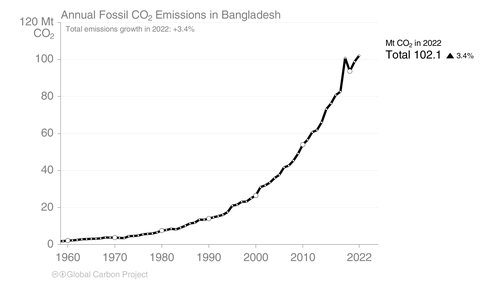 Annual Fossil CO₂ Emissions in Bangladesh
120 Mt
CO₂
Total emissions growth in 2022: +3.4%
100
80
60
40
20
0
1960 1970 1980 1990 2000 2010 2022
Mt CO₂ in 2022
Total 102.1 ▲ 3.4%
Global Carbon Project